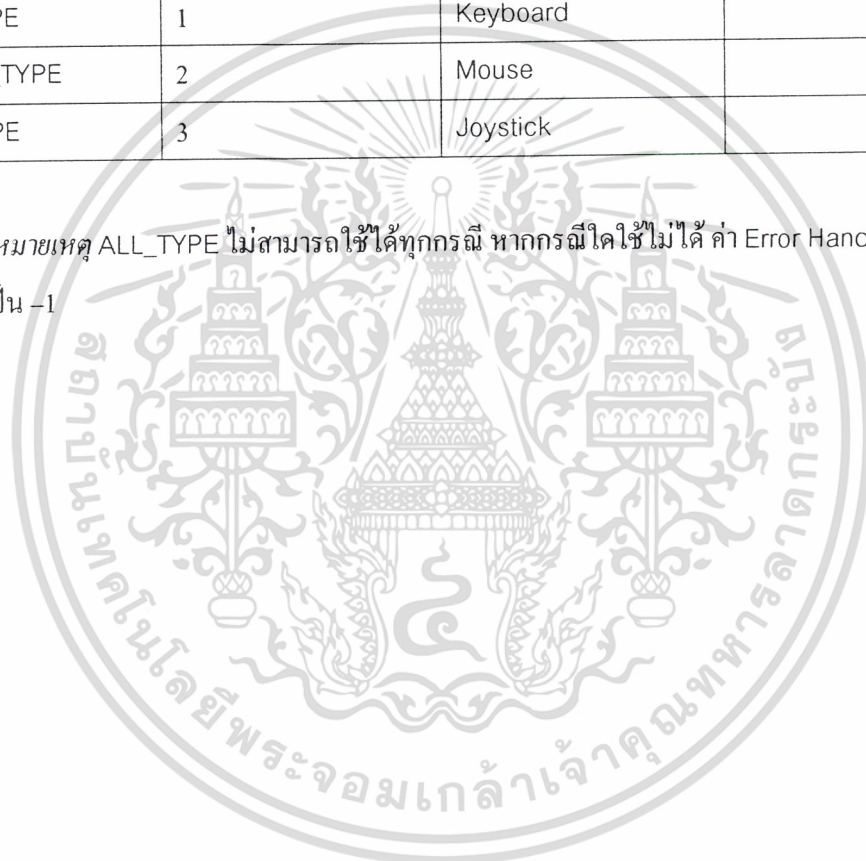 PE 1 Keyboard
_TYPE 2 Mouse
PE 3 Joystick
หมายเหตุ ALL_TYPE ไม่สามารถใช้ได้ทุกกรณี หากกรณีใดใช้ไม่ได้ ค่า Error Hand
ป็น –1
สถาบันเทคโนโลยีพระจอมเกล้าเจ้าคุณทหารลาดกระบัง